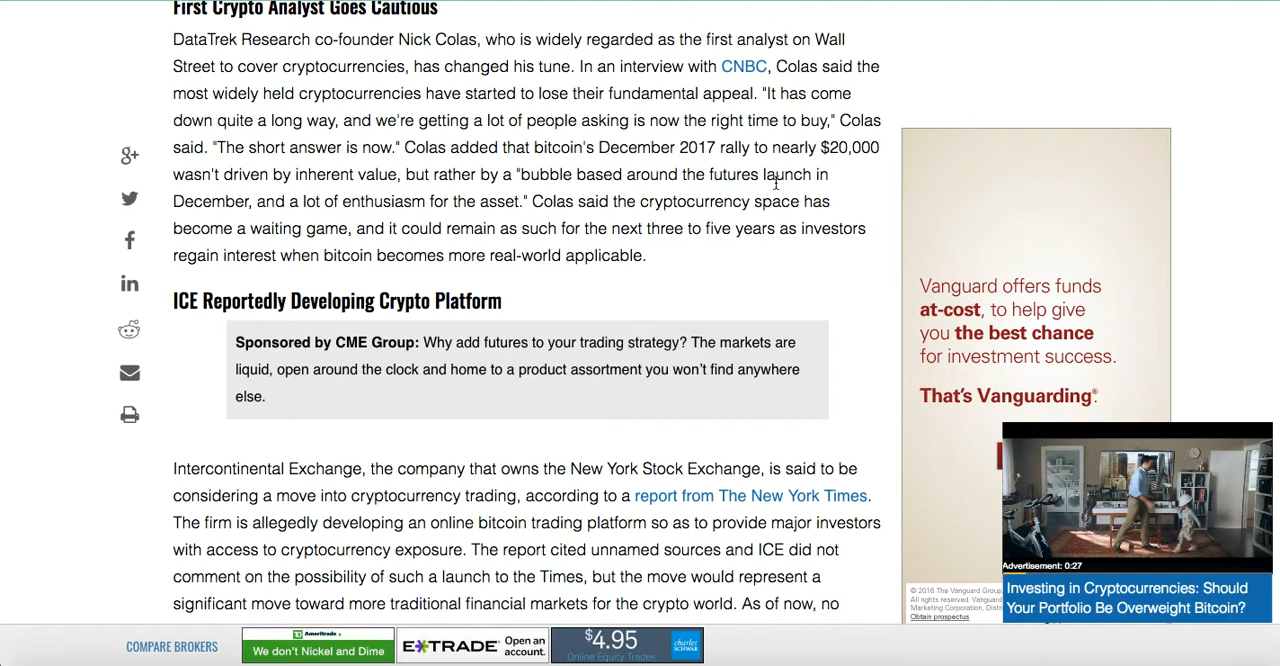 First Crypto Analyst Goes Cautious
DataTrek Research co-founder Nick Colas, who is widely regarded as the first analyst on Wall
Street to cover cryptocurrencies, has changed his tune. In an interview with CNBC, Colas said the
most widely held cryptocurrencies have started to lose their fundamental appeal. "It has come
down quite a long way, and we're getting a lot of people asking is now the right time to buy," Colas
said. "The short answer is now." Colas added that bitcoin's December 2017 rally to nearly $20,000
wasn't driven by inherent value, but rather by a "bubble based around the futures launch in
December, and a lot of enthusiasm for the asset." Colas said the cryptocurrency space has
become a waiting game, and it could remain as such for the next three to five years as investors
regain interest when bitcoin becomes more real-world applicable.
ICE Reportedly Developing Crypto Platform
Sponsored by CME Group: Why add futures to your trading strategy? The markets are
liquid, open around the clock and home to a product assortment you won't find anywhere
else.
Intercontinental Exchange, the company that owns the New York Stock Exchange, is said to be
considering a move into cryptocurrency trading, according to a report from The New York Times.
The firm is allegedly developing an online bitcoin trading platform so as to provide major investors
with access to cryptocurrency exposure. The report cited unnamed sources and ICE did not
comment on the possibility of such a launch to the Times, but the move would represent a
significant move toward more traditional financial markets for the crypto world. As of now, no
g+
in
Vanguard offers funds
at-cost, to help give
you the best chance
for investment success.
That's Vanguarding®.
© 2016 The Vanguard Group
All rights reserved. Vanguard
Marketing Corporation, Distri
Obtain prospectus
Advertisement: 0:27
Investing in Cryptocurrencies: Should
Your Portfolio Be Overweight Bitcoin?
COMPARE BROKERS
TD Ameritrade
We don't Nickel and Dime
E*TRADE
Open an
account.
$4.95
Online Equity Trades
charles
SCHWAB